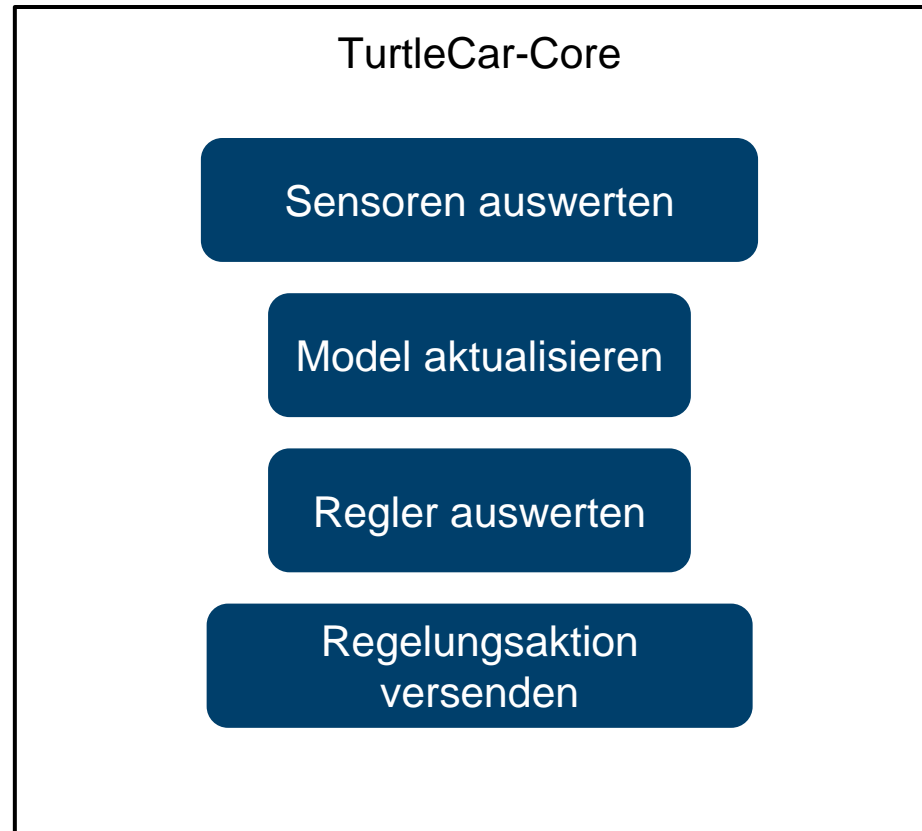 TurtleCar-Core
Sensoren auswerten
Model aktualisieren
Regler auswerten
Regelungsaktion
versenden